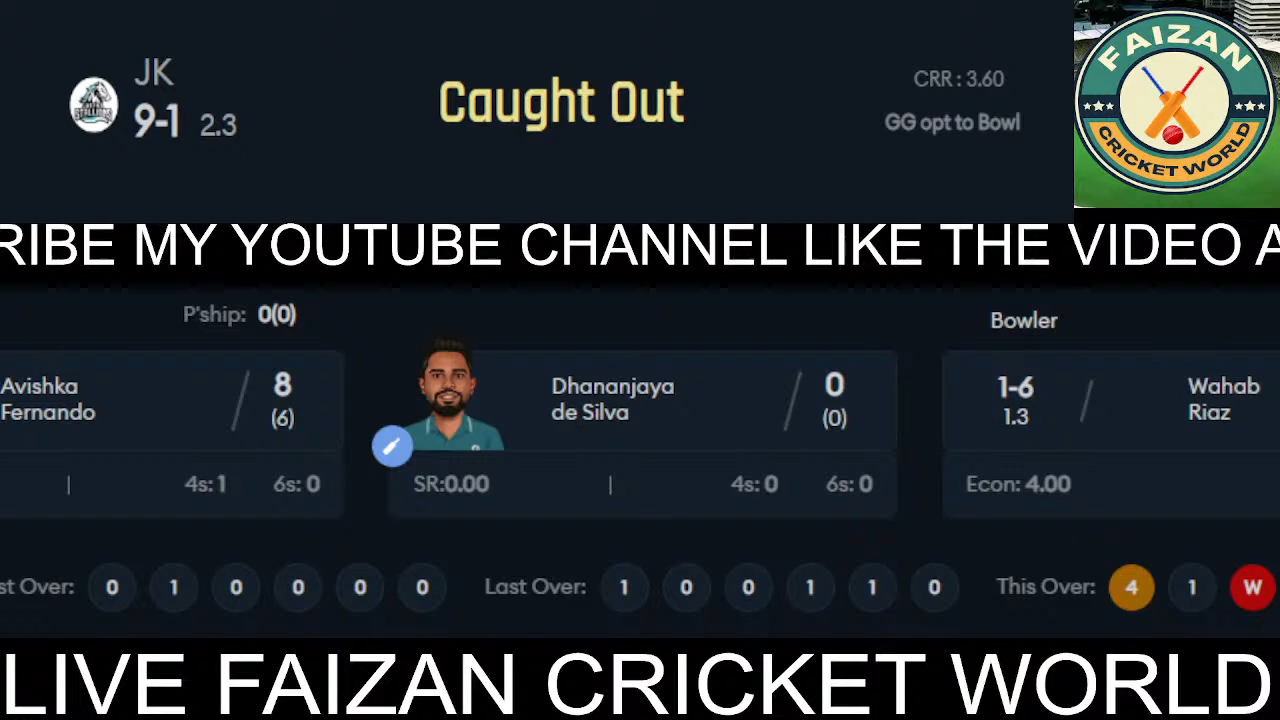 JK
9-1 2.3
Caught Out
CRR : 3.60
GG opt to Bowl
FAIZAN
CRICKET WORLD
RIBE MY YOUTUBE CHANNEL LIKE THE VIDEO A
P'ship: 0(0)
Bowler
Avishka
Fernando
8
(6)
Dhananjaya
de Silva
0
(0)
1-6
1.3
Wahab
Riaz
4s: 1 6s: 0
SR:0.00 | 4s: 0 6s: 0
Econ: 4.00
st Over: 0 1 0 0 0 0 Last Over: 1 0 0 1 1 0 This Over: 4 1 W
LIVE FAIZAN CRICKET WORLD